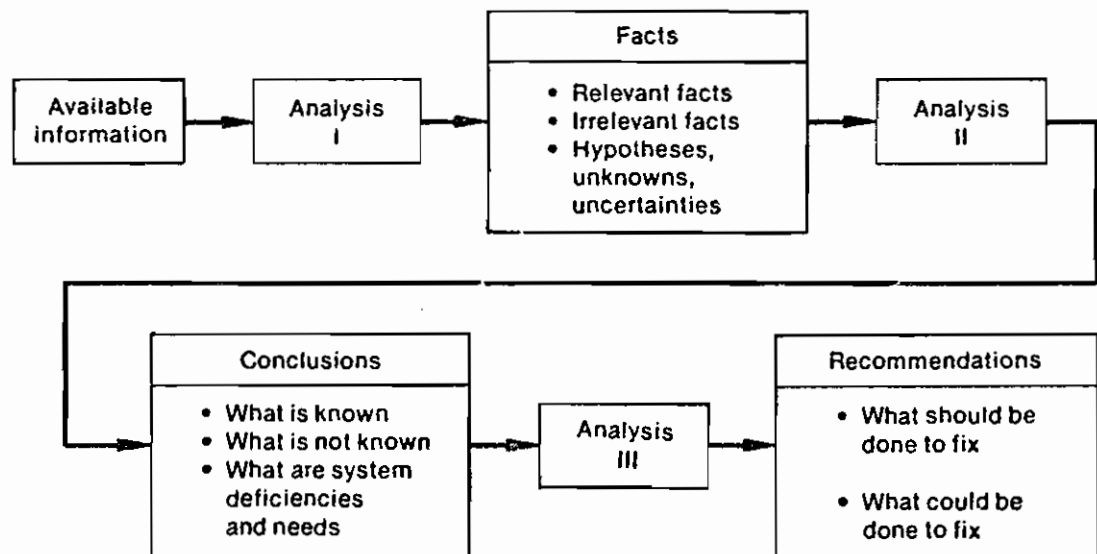 Available
information
Analysis
I
Facts
• Relevant facts
• Irrelevant facts
• Hypotheses,
unknowns,
uncertainties
Analysis
II
Conclusions
• What is known
• What is not known
• What are system
deficiencies
and needs
Analysis
III
Recommendations
• What should be
done to fix
• What could be
done to fix